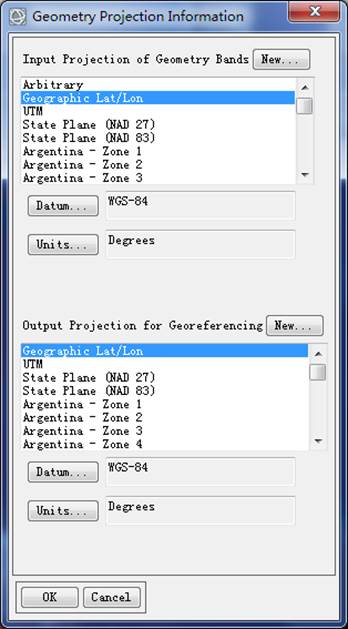 Geometry Projection Information
Input Projection of Geometry Bands New...
Arbitrary
Geographic Lat/Lon
UTM
State Plane (NAD 27)
State Plane (NAD 83)
Argentina - Zone 1
Argentina - Zone 2
Argentina - Zone 3
Datum... WGS-84
Units... Degrees
Output Projection for Georeferencing New...
Geographic Lat/Lon
UTM
State Plane (NAD 27)
State Plane (NAD 83)
Argentina - Zone 1
Argentina - Zone 2
Argentina - Zone 3
Argentina - Zone 4
Datum... WGS-84
Units... Degrees
OK Cancel